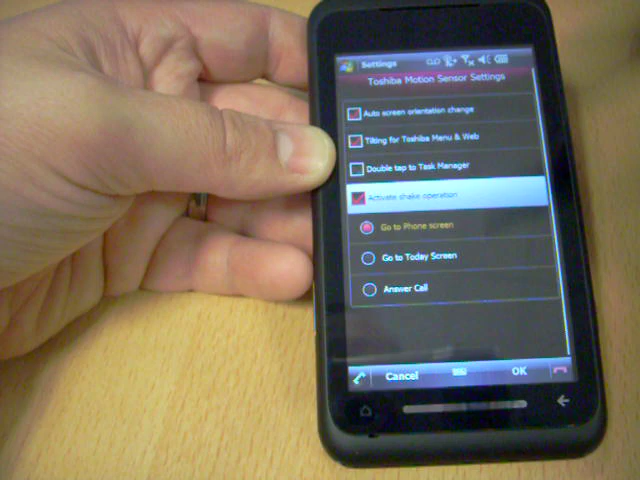 Settings
Toshiba Motion Sensor Settings
Auto screen orientation change
Tilting for Toshiba Menu & Web
Double tap to Task Manager
Activate shake operation
Go to Phone screen
Go to Today Screen
Answer Call
Cancel OK